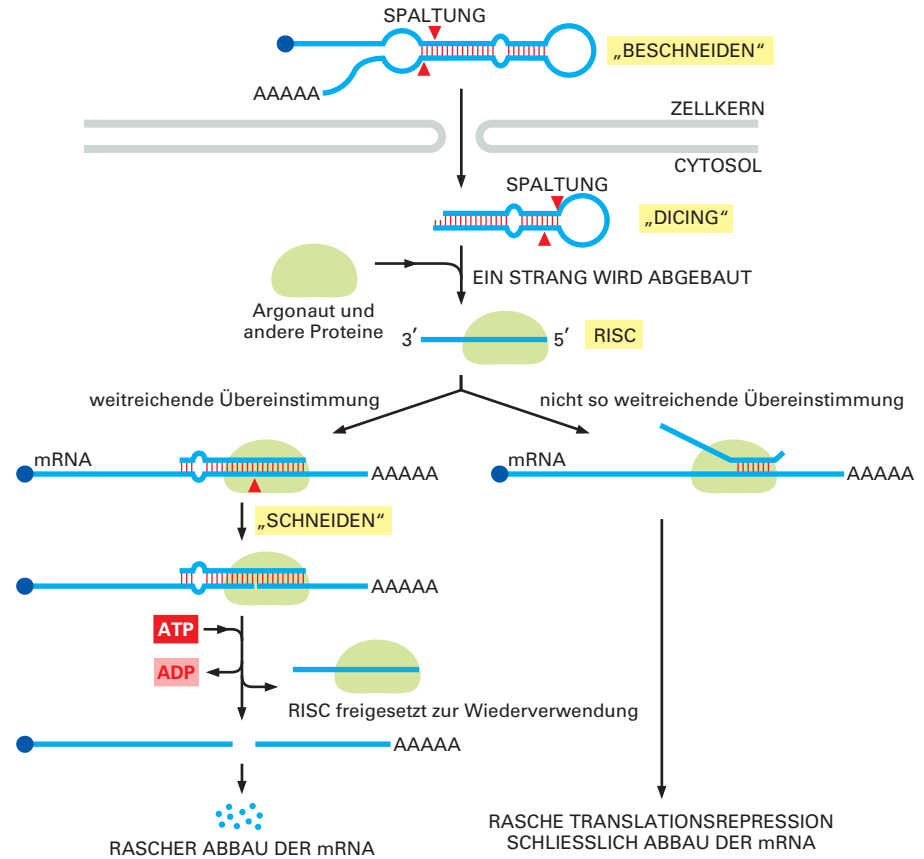 SPALTUNG
„BESCHNEIDEN“
AAAAA
ZELLKERN
CYTOSOL
SPALTUNG
„DICING“
EIN STRANG WIRD ABGEBAUT
Argonaut und
andere Proteine
3′
5′
RISC
weitreichende Übereinstimmung
nicht so weitreichende Übereinstimmung
mRNA
AAAAA
mRNA
AAAAA
„SCHNEIDEN“
AAAAA
ATP
ADP
RISC freigesetzt zur Wiederverwendung
AAAAA
RASCHER ABBAU DER mRNA
RASCHE TRANSLATIONSREPRESSION
SCHLIESSLICH ABBAU DER mRNA